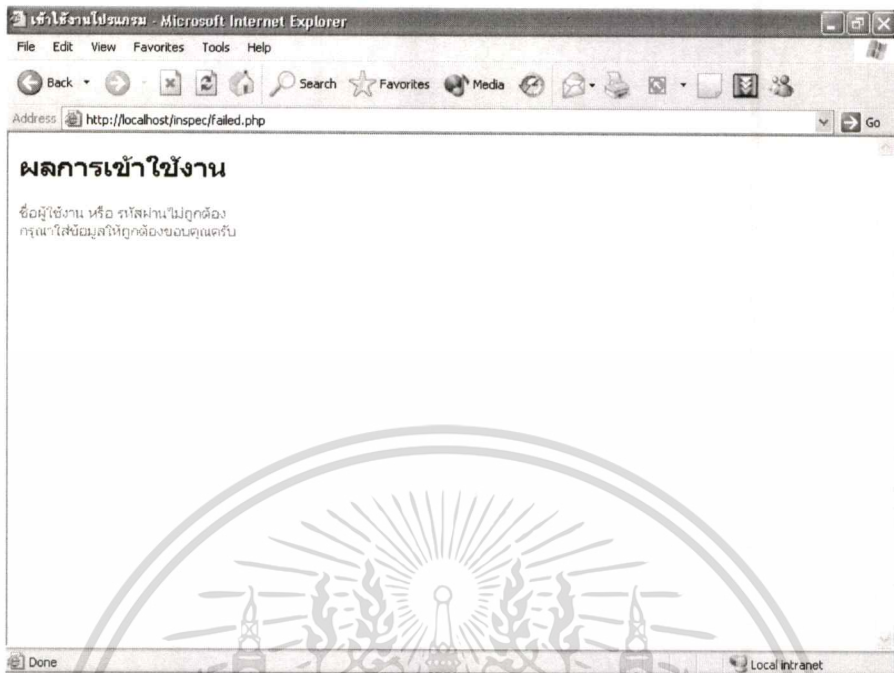 เข้าใช้งานโปรแกรม - Microsoft Internet Explorer
File Edit View Favorites Tools Help
Back Search Favorites Media
Address http://localhost/inspec/failed.php Go
ผลการเข้าใช้งาน
ชื่อผู้ใช้งาน หรือ รหัสผ่านไม่ถูกต้อง
กรุณาใส่ข้อมูลให้ถูกต้องขอบคุณครับ
Done Local intranet